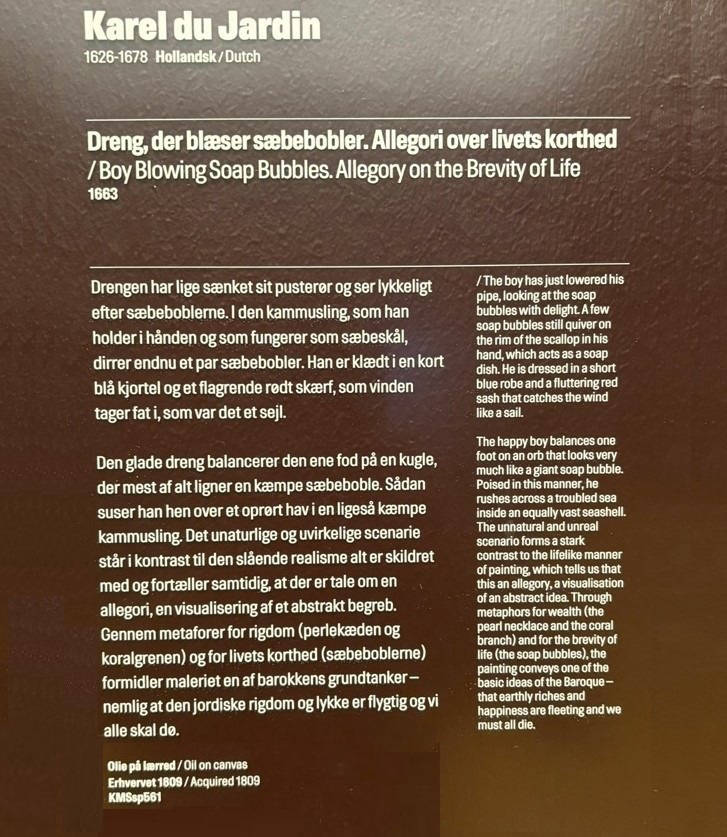 Karel du Jardin
1626-1678 Hollandsk / Dutch
Dreng, der blæser sæbebobler. Allegori over livets korthed
/ Boy Blowing Soap Bubbles. Allegory on the Brevity of Life
1663
Drengen har lige sænket sit pusterør og ser lykkeligt
efter sæbeboblerne. I den kammusling, som han
holder i hånden og som fungerer som sæbeskål,
dirrer endnu et par sæbebobler. Han er klædt i en kort
blå kjortel og et flagrende rødt skærf, som vinden
tager fat i, som var det et sejl.
Den glade dreng balancerer den ene fod på en kugle,
der mest af alt ligner en kæmpe sæbeboble. Sådan
suser han hen over et oprørt hav i en ligeså kæmpe
kammusling. Det unaturlige og uvirkelige scenarie
står i kontrast til den slående realisme alt er skildret
med og fortæller samtidig, at der er tale om en
allegori, en visualisering af et abstrakt begreb.
Gennem metaforer for rigdom (perlekæden og
koralgrenen) og for livets korthed (sæbeboblerne)
formidler maleriet en af barokkens grundtanker –
nemlig at den jordiske rigdom og lykke er flygtig og vi
alle skal dø.
/ The boy has just lowered his
pipe, looking at the soap
bubbles with delight. A few
soap bubbles still quiver on
the rim of the scallop in his
hand, which acts as a soap
dish. He is dressed in a short
blue robe and a fluttering red
sash that catches the wind
like a sail.
The happy boy balances one
foot on an orb that looks very
much like a giant soap bubble.
Poised in this manner, he
rushes across a troubled sea
inside an equally vast seashell.
The unnatural and unreal
scenario forms a stark
contrast to the lifelike manner
of painting, which tells us that
this an allegory, a visualisation
of an abstract idea. Through
metaphors for wealth (the
pearl necklace and the coral
branch) and for the brevity of
life (the soap bubbles), the
painting conveys one of the
basic ideas of the Baroque –
that earthly riches and
happiness are fleeting and we
must all die.
Olie på lærred / Oil on canvas
Erhvervet 1809 / Acquired 1809
KMSsp561